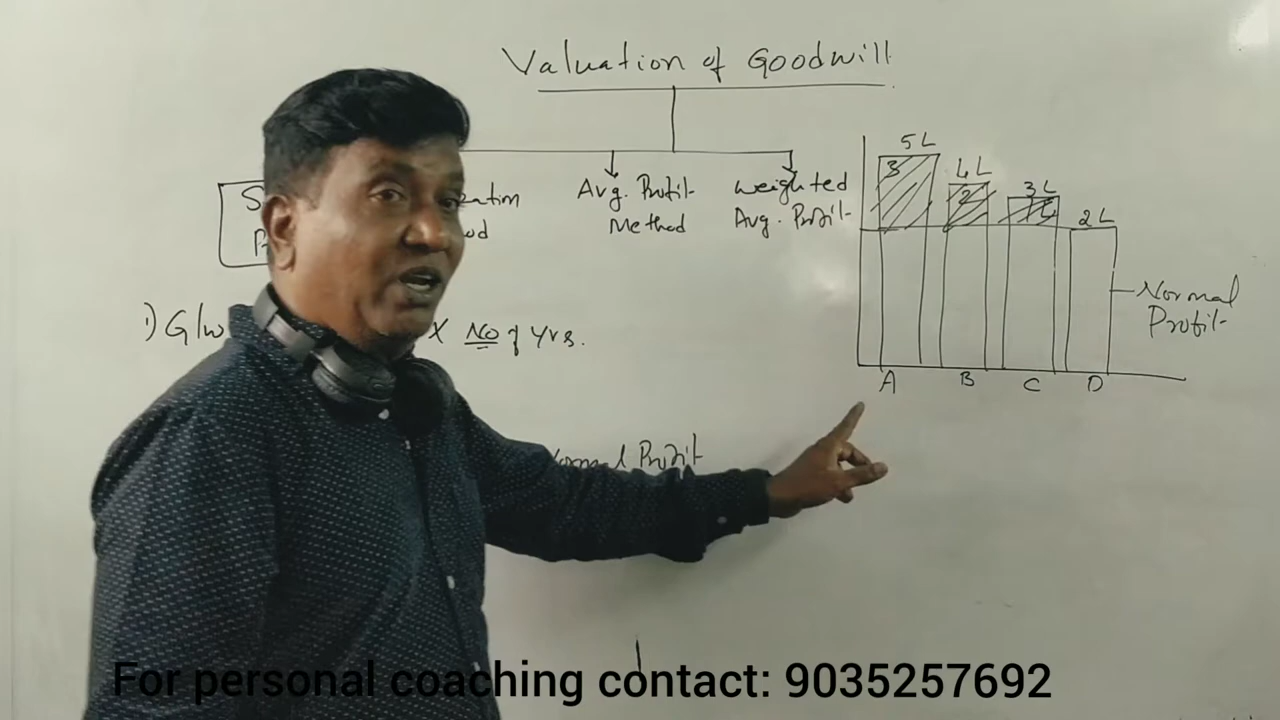 Valuation of Goodwill
Avg. Profit
Method
Weighted
Avg. Profit
5 L
3
4 L
2
3 L
2 L
Normal
Profit
A B C D
1) G/w
X No of Yrs.
Normal Profit
For personal coaching contact: 9035257692